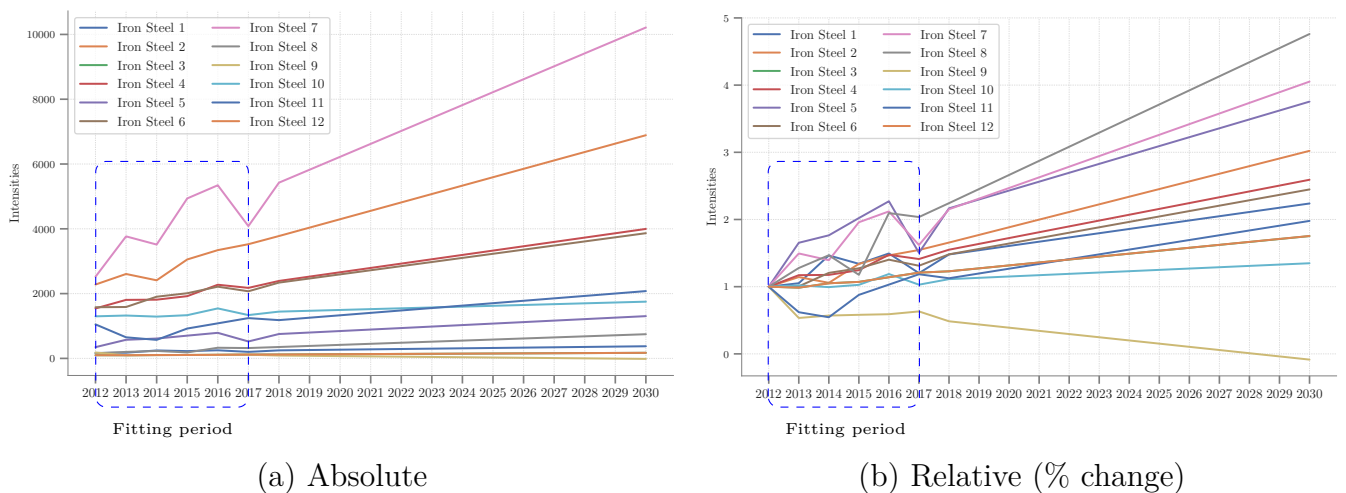 Iron Steel 1
Iron Steel 2
Iron Steel 3
Iron Steel 4
Iron Steel 5
Iron Steel 6
Iron Steel 7
Iron Steel 8
Iron Steel 9
Iron Steel 10
Iron Steel 11
Iron Steel 12
10000
8000
6000
4000
2000
0
Intensities
2012 2013 2014 2015 2016 2017 2018 2019 2020 2021 2022 2023 2024 2025 2026 2027 2028 2029 2030
Fitting period
(a) Absolute
Iron Steel 1
Iron Steel 2
Iron Steel 3
Iron Steel 4
Iron Steel 5
Iron Steel 6
Iron Steel 7
Iron Steel 8
Iron Steel 9
Iron Steel 10
Iron Steel 11
Iron Steel 12
5
4
3
2
1
0
Intensities
2012 2013 2014 2015 2016 2017 2018 2019 2020 2021 2022 2023 2024 2025 2026 2027 2028 2029 2030
Fitting period
(b) Relative (% change)